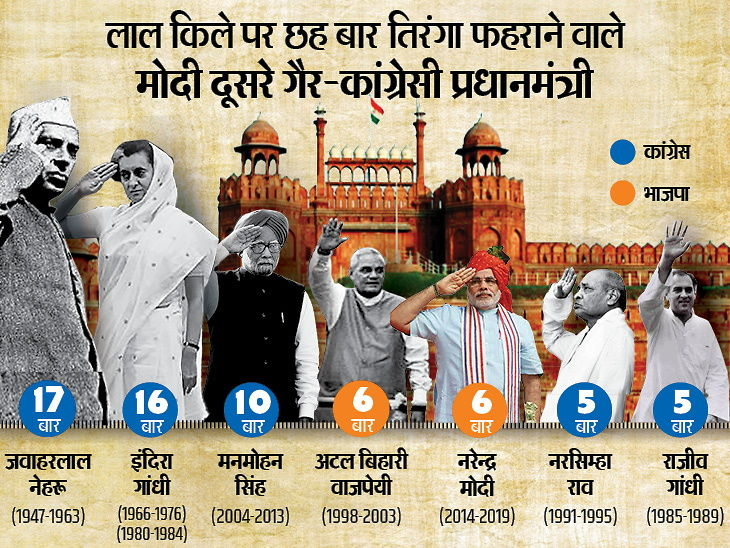 लाल किले पर छह बार तिरंगा फहराने वाले
मोदी दूसरे गैर-कांग्रेसी प्रधानमंत्री
कांग्रेस
भाजपा
17 बार
जवाहरलाल
नेहरू
(1947-1963)
16 बार
इंदिरा
गांधी
(1966-1976)
(1980-1984)
10 बार
मनमोहन
सिंह
(2004-2013)
6 बार
अटल बिहारी
वाजपेयी
(1998-2003)
6 बार
नरेन्द्र
मोदी
(2014-2019)
5 बार
नरसिम्हा
राव
(1991-1995)
5 बार
राजीव
गांधी
(1985-1989)